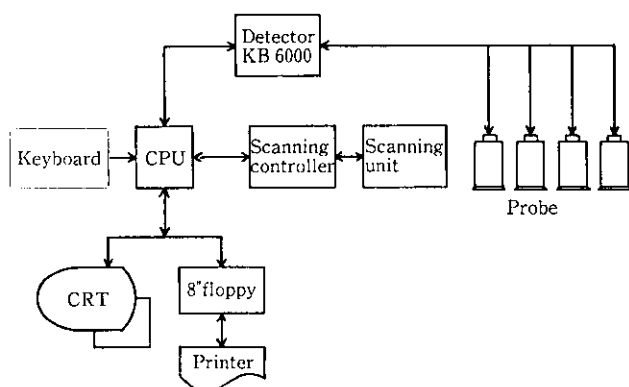 Detector
KB 6000
Keyboard
CPU
Scanning
controller
Scanning
unit
Probe
CRT
8"floppy
Printer